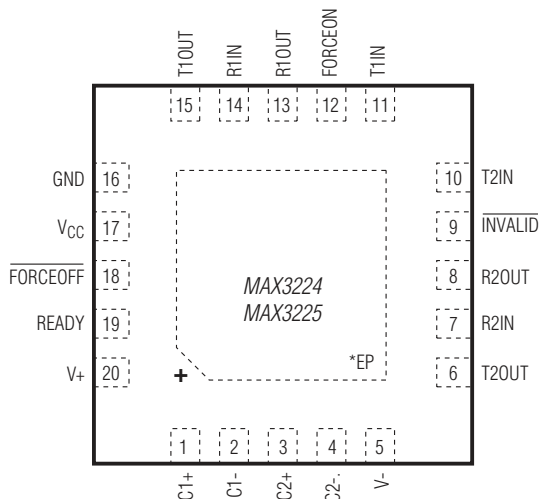 T1OUT R1IN R1OUT FORCEON T1IN
15 14 13 12 11
GND 16
10 T2IN
VCC 17
9 INVALID
FORCEOFF 18
8 R2OUT
READY 19
7 R2IN
V+ 20
6 T2OUT
MAX3224
MAX3225
*EP
+
1 2 3 4 5
C1+ C1- C2+ C2-. V-